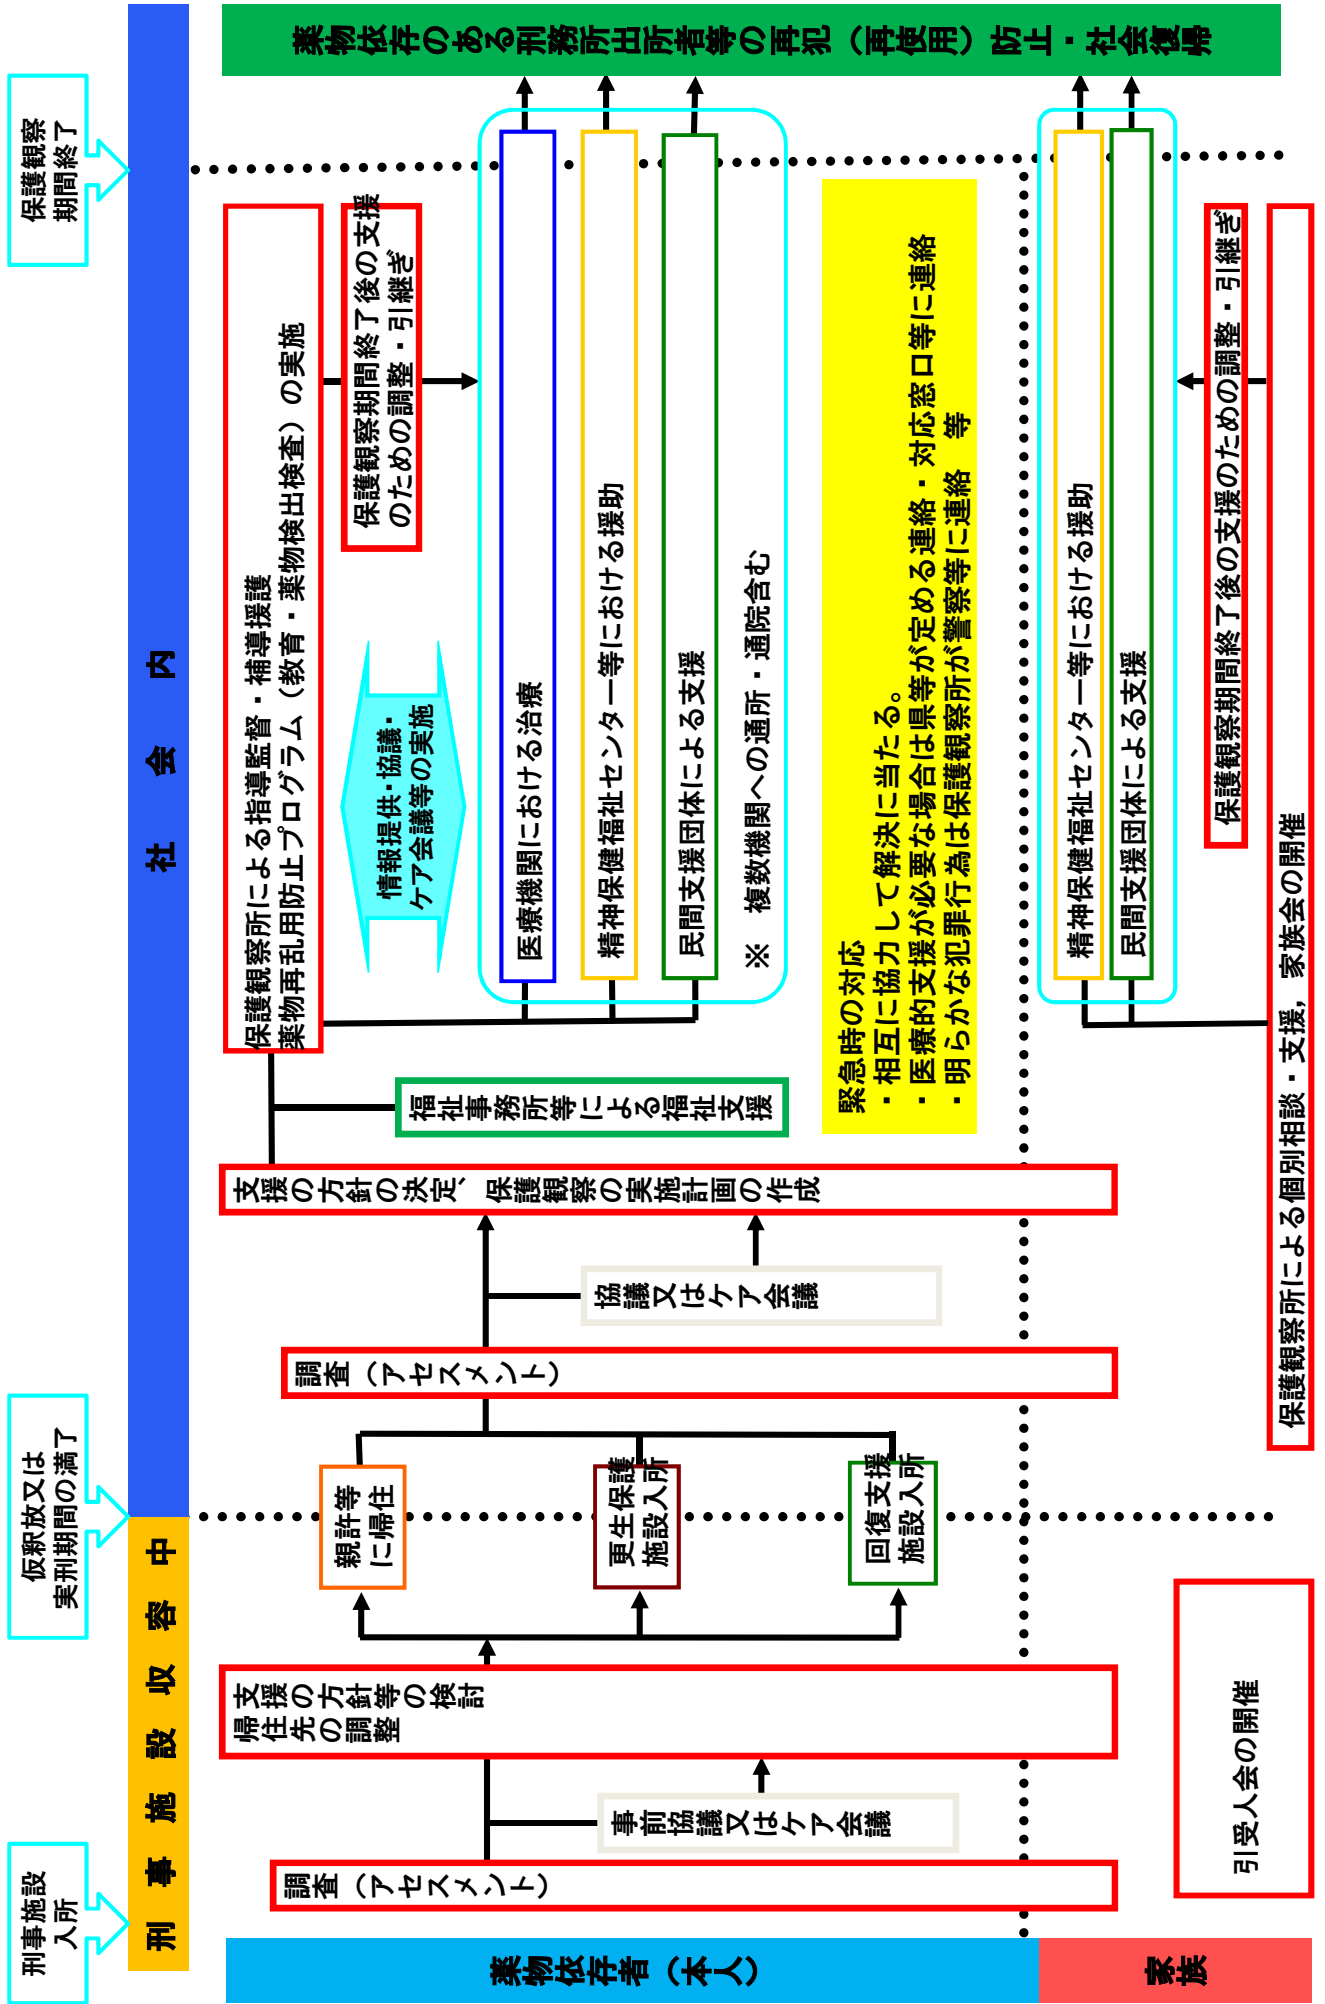 刑事施設
入所
仮釈放又は
実刑期間の満了
保護観察
期間終了
刑事施設収容中
社会内
薬物依存者（本人）
家族
調査（アセスメント）
事前協議又はケア会議
支援の方針等の検討
帰住先の調整
親許等
に帰住
更生保護
施設入所
回復支援
施設入所
調査（アセスメント）
協議又はケア会議
支援の方針の決定、保護観察の実施計画の作成
福祉事務所等による福祉支援
保護観察所による指導監督・補導援護
薬物再乱用防止プログラム（教育・薬物検出検査）の実施
情報提供・協議・
ケア会議等の実施
保護観察期間終了後の支援
のための調整・引継ぎ
医療機関における治療
精神保健福祉センター等における援助
民間支援団体による支援
※　複数機関への通所・通院含む
緊急時の対応
・相互に協力して解決に当たる。
・医療的支援が必要な場合は県等が定める連絡・対応窓口等に連絡
・明らかな犯罪行為は保護観察所が警察等に連絡　等
精神保健福祉センター等における援助
民間支援団体による支援
保護観察期間終了後の支援のための調整・引継ぎ
引受人会の開催
保護観察所による個別相談・支援，家族会の開催
薬物依存のある刑務所出所者等の再犯（再使用）防止・社会復帰